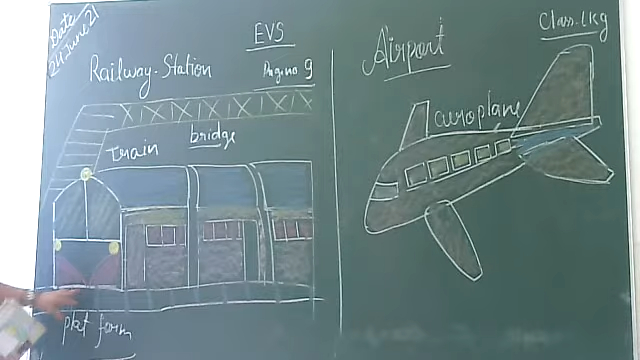 Date
24 June 21
EVS
Class. LKg
Railway-Station
Page no 9
Airport
aeroplane
Train
bridge
plat form